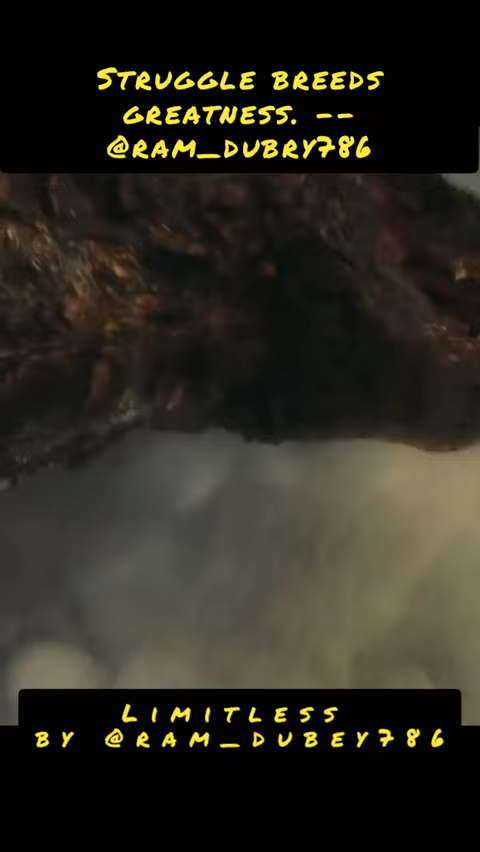 Struggle breeds
greatness. --
@ram_dubry786
Limitless
by @ram_dubey786